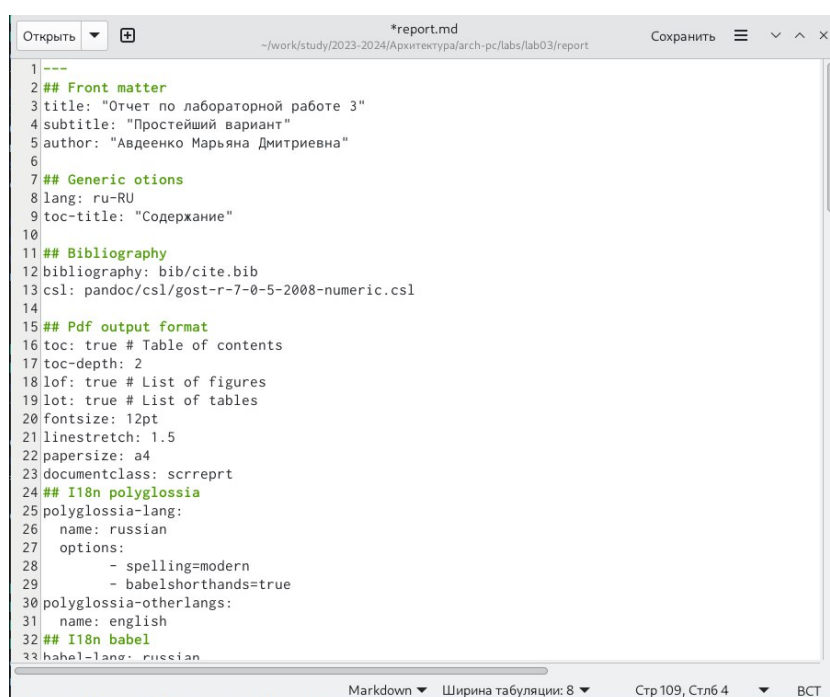 Открыть
*report.md
~/work/study/2023-2024/Архитектура/arch-pc/labs/lab03/report
Сохранить
1 ---
2 ## Front matter
3 title: "Отчет по лабораторной работе 3"
4 subtitle: "Простейший вариант"
5 author: "Авдеенко Марьяна Дмитриевна"
6
7 ## Generic otions
8 lang: ru-RU
9 toc-title: "Содержание"
10
11 ## Bibliography
12 bibliography: bib/cite.bib
13 csl: pandoc/csl/gost-r-7-0-5-2008-numeric.csl
14
15 ## Pdf output format
16 toc: true # Table of contents
17 toc-depth: 2
18 lof: true # List of figures
19 lot: true # List of tables
20 fontsize: 12pt
21 linestretch: 1.5
22 papersize: a4
23 documentclass: scrreprt
24 ## I18n polyglossia
25 polyglossia-lang:
26   name: russian
27   options:
28         - spelling=modern
29         - babelshorthands=true
30 polyglossia-otherlangs:
31   name: english
32 ## I18n babel
33 babel-lang: russian
Markdown Ширина табуляции: 8 Стр 109, Стлб 4 ВСТ